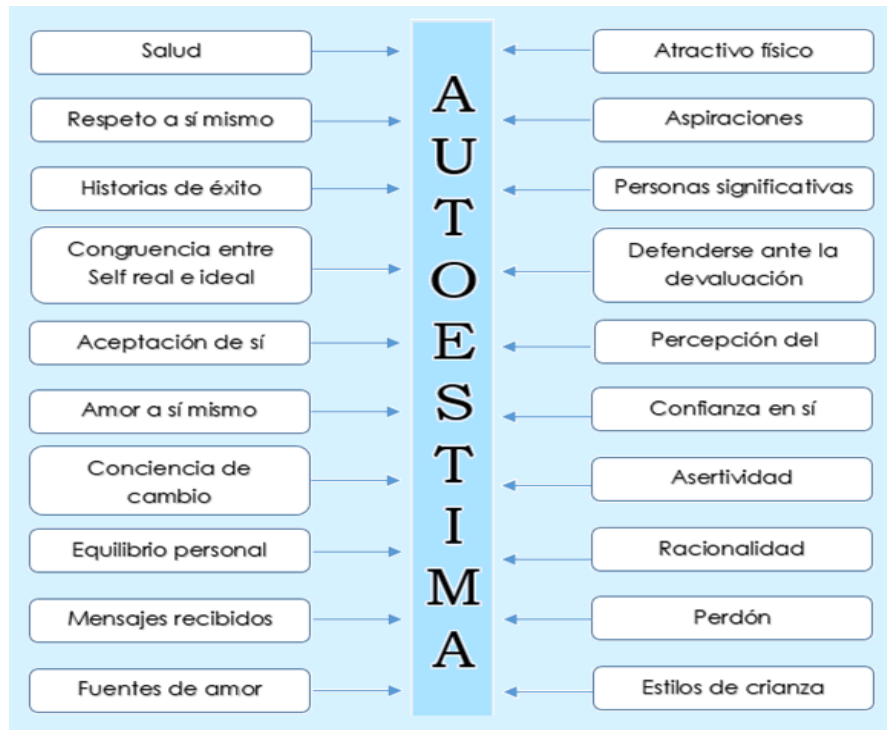 Salud
Respeto a sí mismo
Historias de éxito
Congruencia entre
Self real e ideal
Aceptación de sí
Amor a sí mismo
Conciencia de
cambio
Equilibrio personal
Mensajes recibidos
Fuentes de amor
AUTOESTIMA
Atractivo físico
Aspiraciones
Personas significativas
Defenderse ante la
devaluación
Percepción del
Confianza en sí
Asertividad
Racionalidad
Perdón
Estilos de crianza